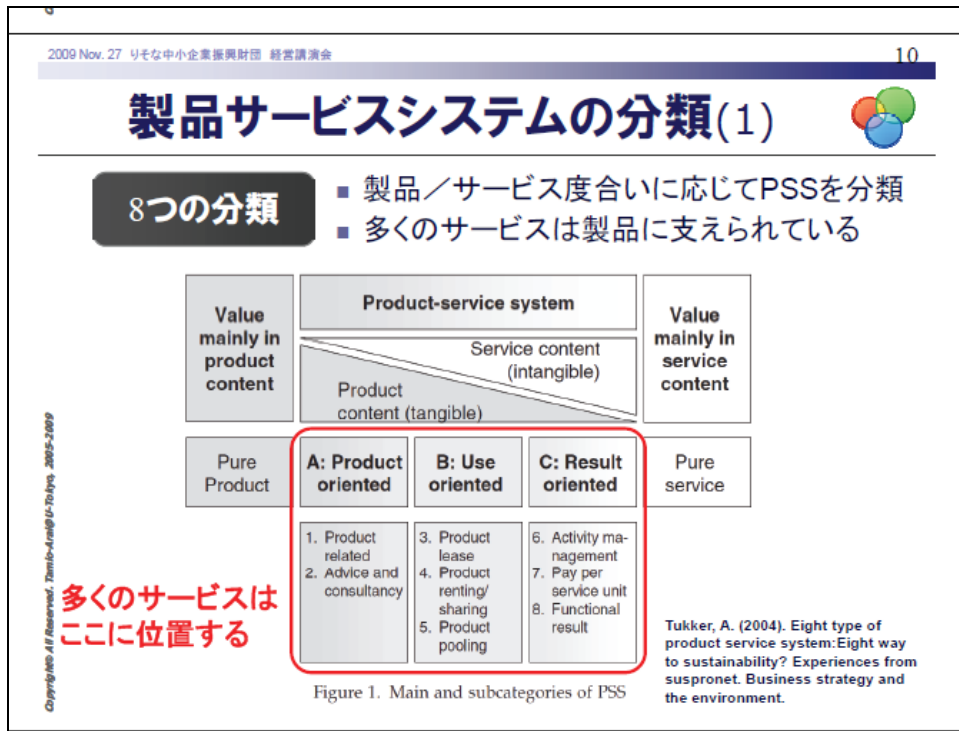 2009 Nov. 27 りそな中小企業振興財団 経営講演会
10
製品サービスシステムの分類(1)
8つの分類
■ 製品／サービス度合いに応じてPSSを分類
■ 多くのサービスは製品に支えられている
Value
mainly in
product
content
Product-service system
Service content
(intangible)
Product
content (tangible)
Value
mainly in
service
content
Pure
Product
A: Product
oriented
B: Use
oriented
C: Result
oriented
Pure
service
1. Product
related
2. Advice and
consultancy
3. Product
lease
4. Product
renting/
sharing
5. Product
pooling
6. Activity ma-
nagement
7. Pay per
service unit
8. Functional
result
多くのサービスは
ここに位置する
Figure 1. Main and subcategories of PSS
Tukker, A. (2004). Eight type of
product service system:Eight way
to sustainability? Experiences from
suspronet. Business strategy and
the environment.
Copyright© All Reserved. Tamio-Arai@U-Tokyo, 2005-2009